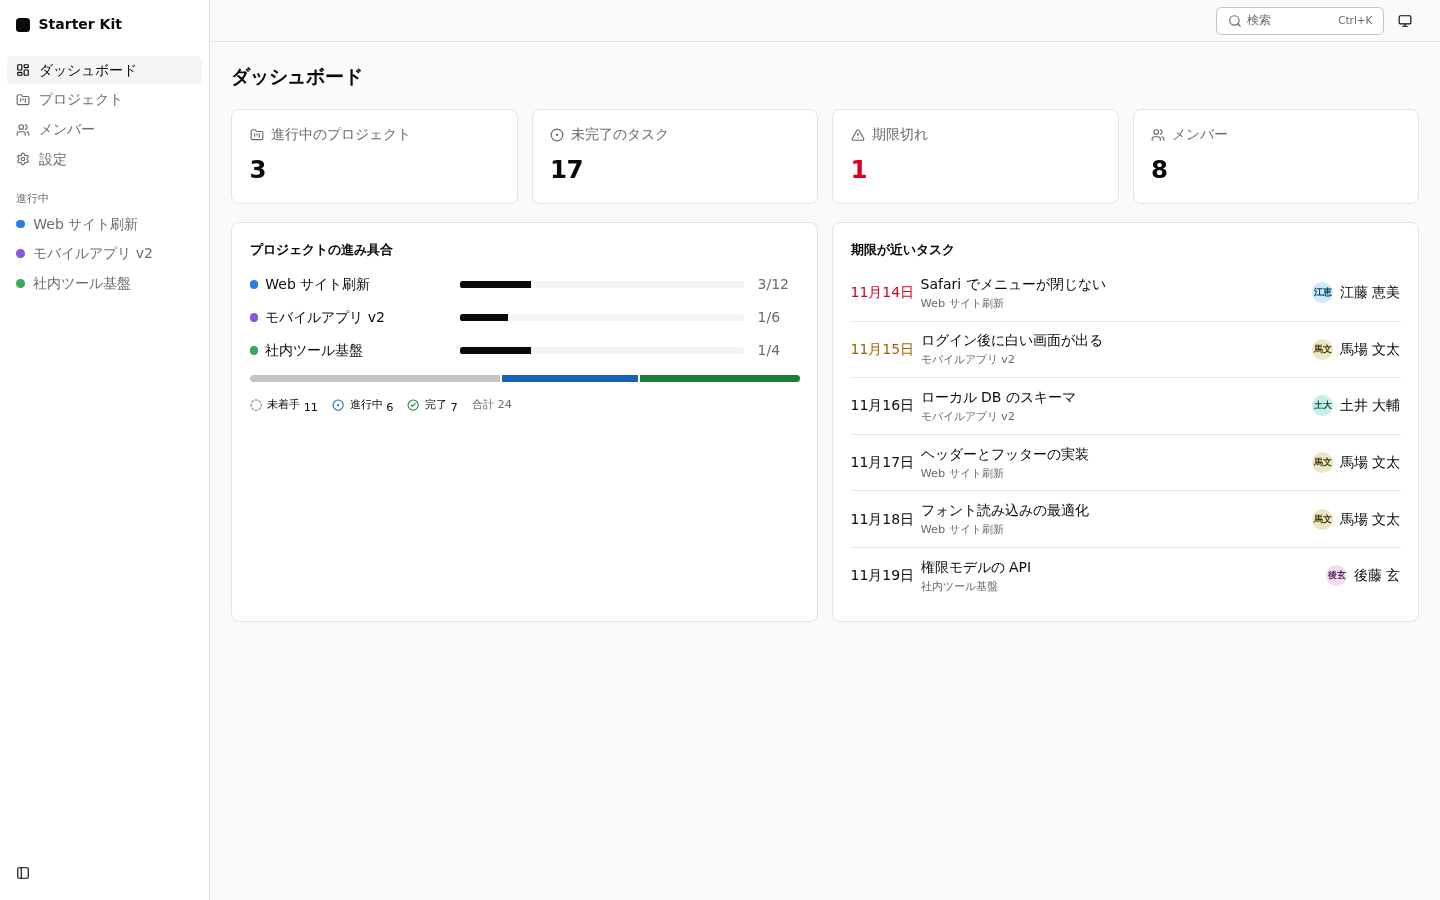 Starter Kit
検索 Ctrl+K
ダッシュボード
プロジェクト
メンバー
設定
進行中
Web サイト刷新
モバイルアプリ v2
社内ツール基盤
ダッシュボード
進行中のプロジェクト
3
未完了のタスク
17
期限切れ
1
メンバー
8
プロジェクトの進み具合
Web サイト刷新 3/12
モバイルアプリ v2 1/6
社内ツール基盤 1/4
未着手 11 進行中 6 完了 7 合計 24
期限が近いタスク
11月14日 Safari でメニューが閉じない 江恵 江藤 恵美
Web サイト刷新
11月15日 ログイン後に白い画面が出る 馬文 馬場 文太
モバイルアプリ v2
11月16日 ローカル DB のスキーマ 土大 土井 大輔
モバイルアプリ v2
11月17日 ヘッダーとフッターの実装 馬文 馬場 文太
Web サイト刷新
11月18日 フォント読み込みの最適化 馬文 馬場 文太
Web サイト刷新
11月19日 権限モデルの API 後玄 後藤 玄
社内ツール基盤